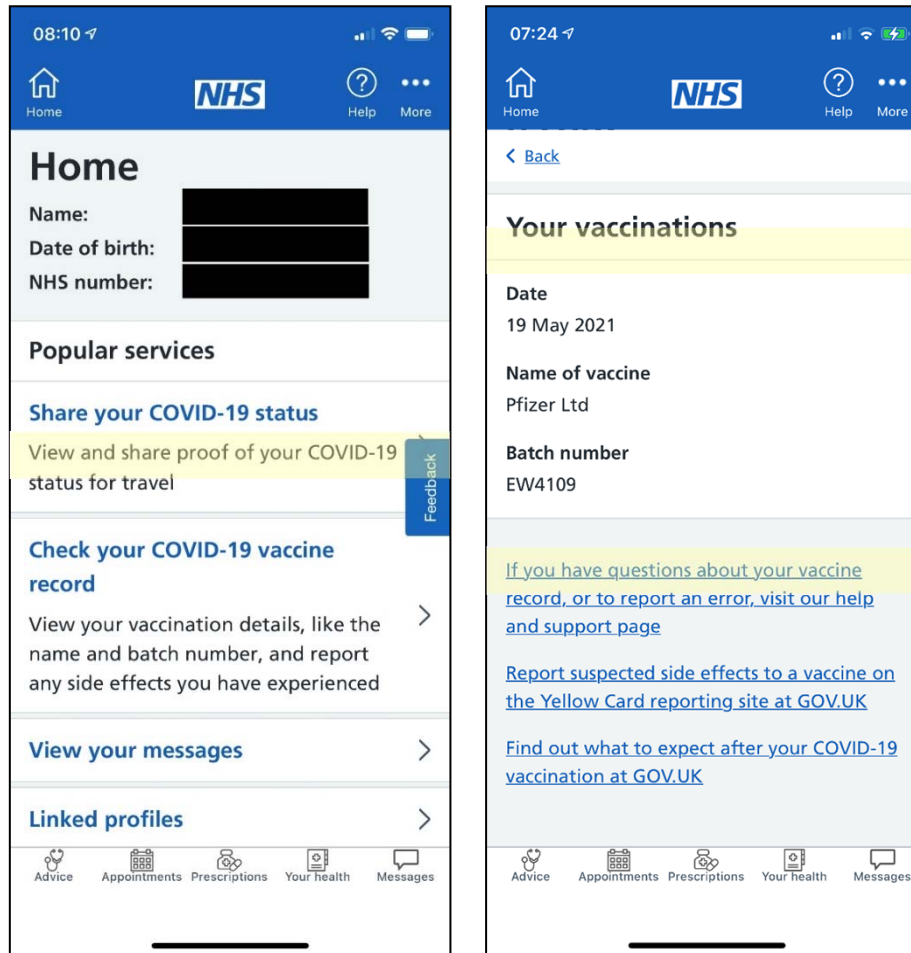 08:10
NHS
Home
Help
More
Home
Name:
Date of birth:
NHS number:
Popular services
Share your COVID-19 status
View and share proof of your COVID-19
status for travel
Feedback
Check your COVID-19 vaccine
record
View your vaccination details, like the
name and batch number, and report
any side effects you have experienced
View your messages
Linked profiles
Advice
Appointments
Prescriptions
Your health
Messages
07:24
NHS
Home
Help
More
Back
Your vaccinations
Date
19 May 2021
Name of vaccine
Pfizer Ltd
Batch number
EW4109
If you have questions about your vaccine
record, or to report an error, visit our help
and support page
Report suspected side effects to a vaccine on
the Yellow Card reporting site at GOV.UK
Find out what to expect after your COVID-19
vaccination at GOV.UK
Advice
Appointments
Prescriptions
Your health
Messages